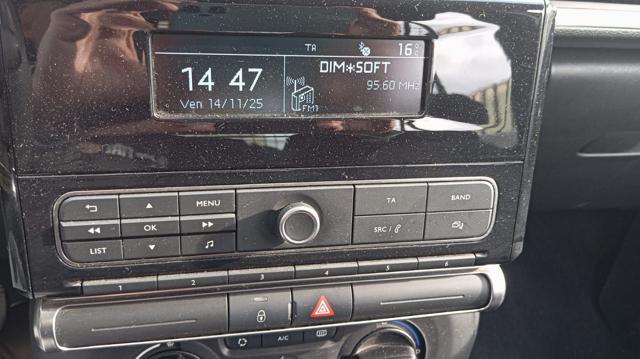 TA 16°C
14 47 DIM*SOFT
95.60 MHz
Ven 14/11/25 FM1
MENU TA BAND
OK SRC /
LIST
1 2 3 4 5 6
A/C